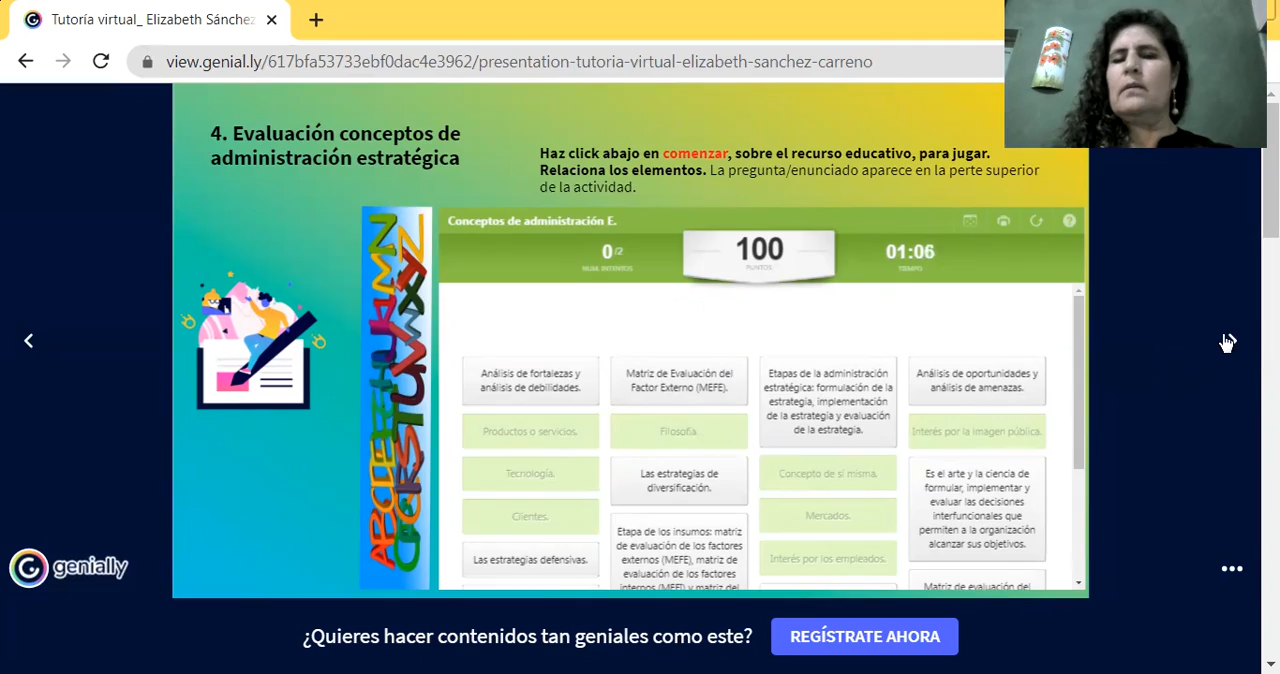 Tutoría virtual_ Elizabeth Sánchez
view.genial.ly/617bfa53733ebf0dac4e3962/presentation-tutoria-virtual-elizabeth-sanchez-carreno
4. Evaluación conceptos de
administración estratégica
Haz click abajo en comenzar, sobre el recurso educativo, para jugar.
Relaciona los elementos. La pregunta/enunciado aparece en la perte superior
de la actividad.
Conceptos de administración E.
0/2
NUM. INTENTOS
100
PUNTOS
01:06
TIEMPO
Análisis de fortalezas y
análisis de debilidades.
Productos o servicios.
Tecnología.
Clientes.
Las estrategias defensivas.
Matriz de Evaluación del
Factor Externo (MEFE).
Filosofía.
Las estrategias de
diversificación.
Etapa de los insumos: matriz
de evaluación de los factores
externos (MEFE), matriz de
evaluación de los factores
internos (MEFI) y matriz del
Etapas de la administración
estratégica: formulación de la
estrategia, implementación
de la estrategia y evaluación
de la estrategia.
Concepto de sí misma.
Mercados.
Interés por los empleados.
Análisis de oportunidades y
análisis de amenazas.
Interés por la imagen pública.
Es el arte y la ciencia de
formular, implementar y
evaluar las decisiones
interfuncionales que
permiten a la organización
alcanzar sus objetivos.
Matriz de evaluación del
genially
¿Quieres hacer contenidos tan geniales como este?
REGÍSTRATE AHORA